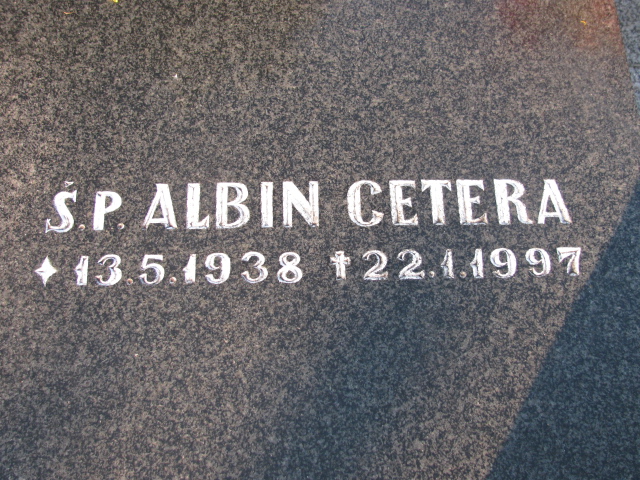 Š.P. ALBIN CETERA
✦ 13.5.1938 ✝ 22.1.1997